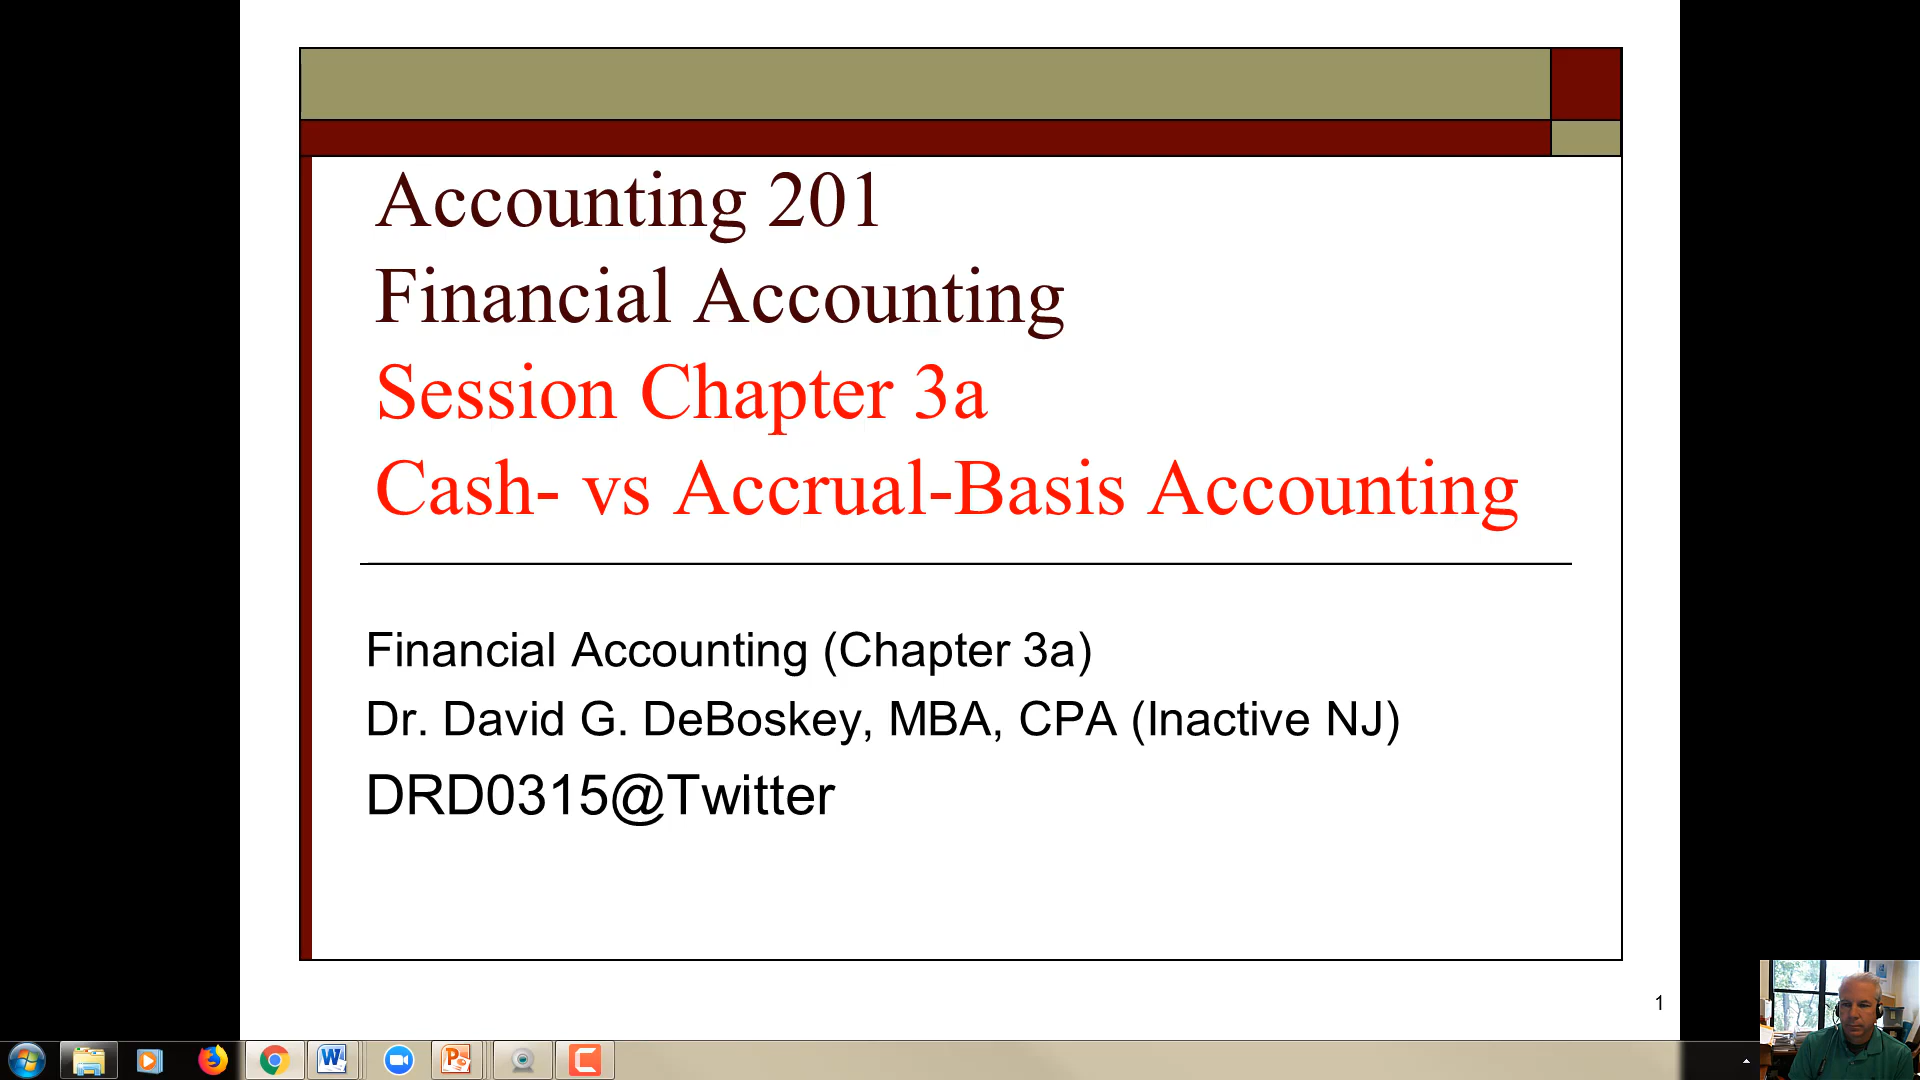 Accounting 201
Financial Accounting
Session Chapter 3a
Cash- vs Accrual-Basis Accounting
Financial Accounting (Chapter 3a)
Dr. David G. DeBoskey, MBA, CPA (Inactive NJ)
DRD0315@Twitter
1